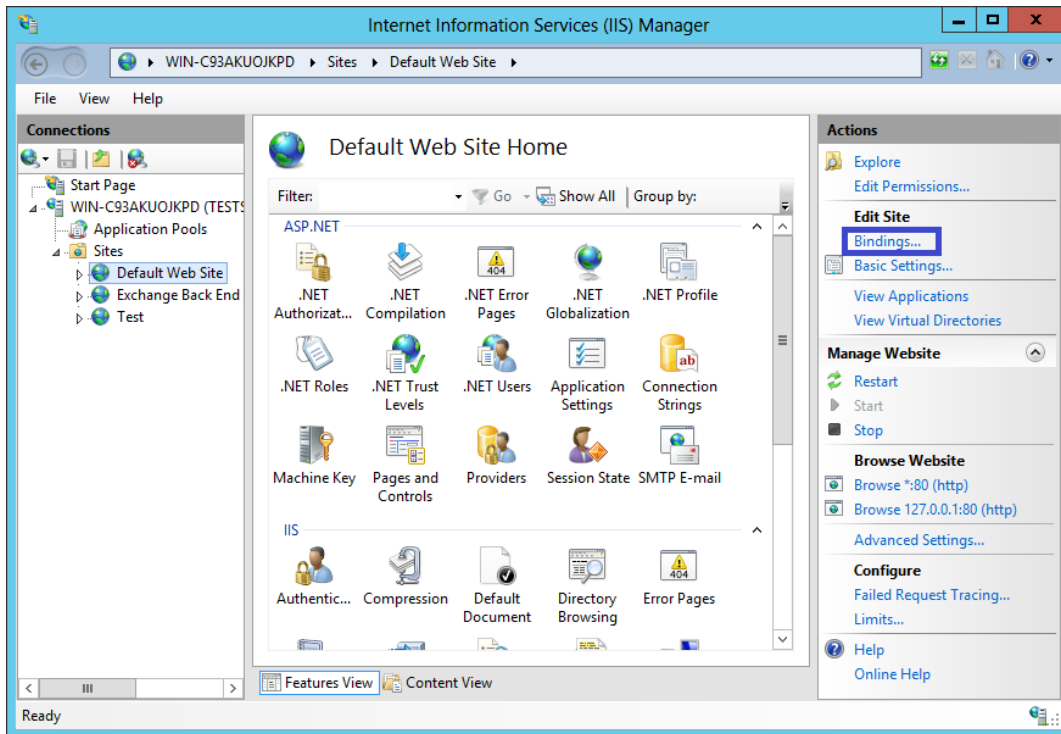 Internet Information Services (IIS) Manager
WIN-C93AKUOJKPD
Sites
Default Web Site
File View Help
Connections
Start Page
WIN-C93AKUOJKPD (TESTS
Application Pools
Sites
Default Web Site
Exchange Back End
Test
Default Web Site Home
Filter: Go Show All Group by:
ASP.NET
.NET Authorizat...
.NET Compilation
.NET Error Pages
.NET Globalization
.NET Profile
.NET Roles
.NET Trust Levels
.NET Users
Application Settings
Connection Strings
Machine Key
Pages and Controls
Providers
Session State
SMTP E-mail
IIS
Authentic...
Compression
Default Document
Directory Browsing
Error Pages
Features View
Content View
Actions
Explore
Edit Permissions...
Edit Site
Bindings...
Basic Settings...
View Applications
View Virtual Directories
Manage Website
Restart
Start
Stop
Browse Website
Browse *:80 (http)
Browse 127.0.0.1:80 (http)
Advanced Settings...
Configure
Failed Request Tracing...
Limits...
Help
Online Help
Ready